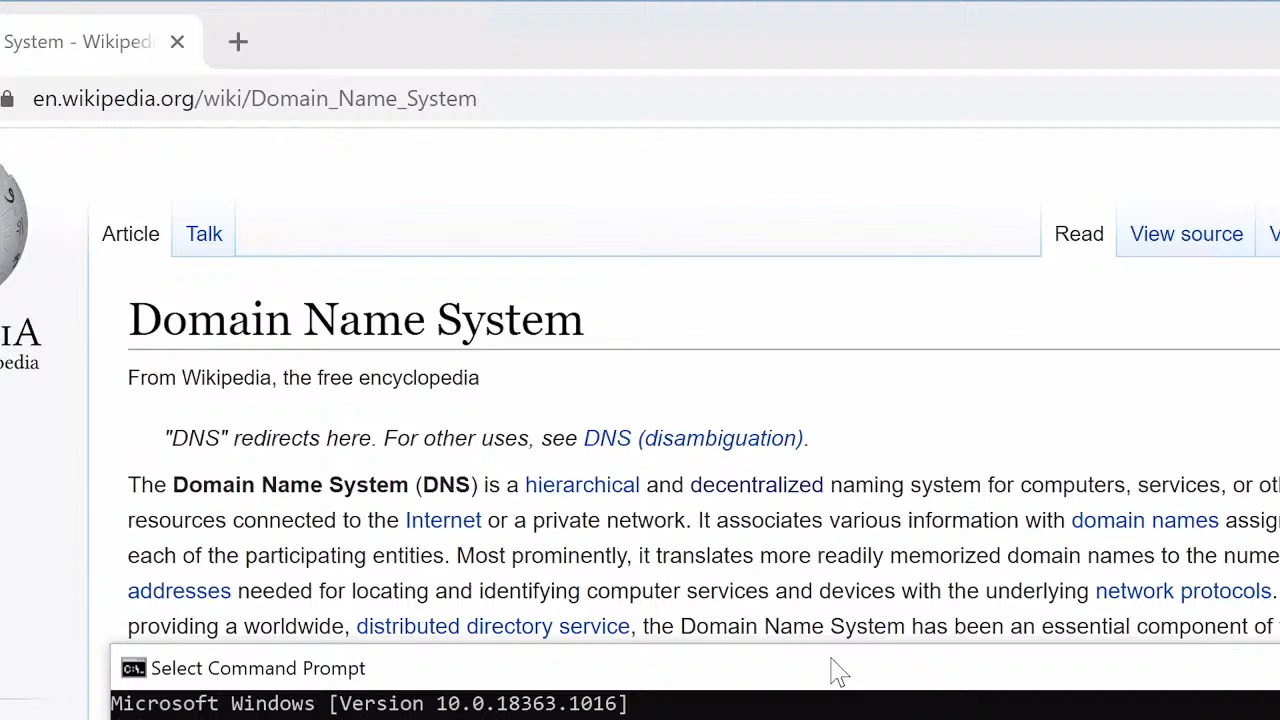 System - Wikiped
en.wikipedia.org/wiki/Domain_Name_System
Article Talk Read View source
IA
pedia
Domain Name System
From Wikipedia, the free encyclopedia
"DNS" redirects here. For other uses, see DNS (disambiguation).
The Domain Name System (DNS) is a hierarchical and decentralized naming system for computers, services, or
resources connected to the Internet or a private network. It associates various information with domain names
each of the participating entities. Most prominently, it translates more readily memorized domain names to the
addresses needed for locating and identifying computer services and devices with the underlying network protocols.
providing a worldwide, distributed directory service, the Domain Name System has been an essential component of
Select Command Prompt
Microsoft Windows [Version 10.0.18363.1016]